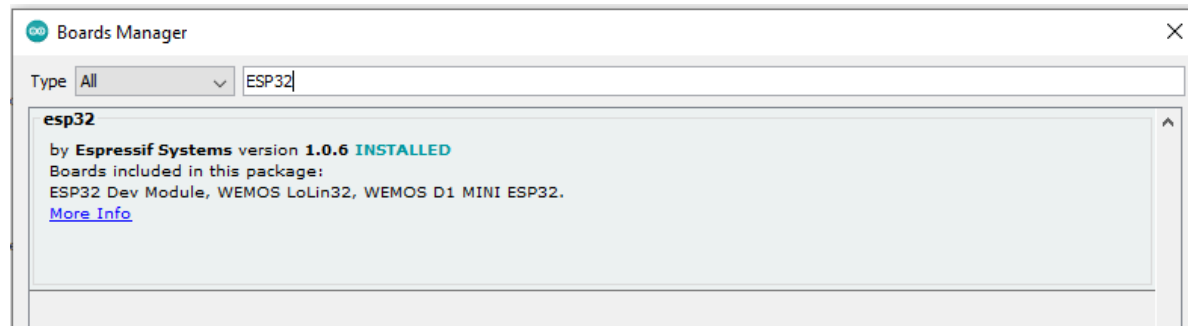 Boards Manager
Type All ESP32
esp32
by Espressif Systems version 1.0.6 INSTALLED
Boards included in this package:
ESP32 Dev Module, WEMOS LoLin32, WEMOS D1 MINI ESP32.
More Info